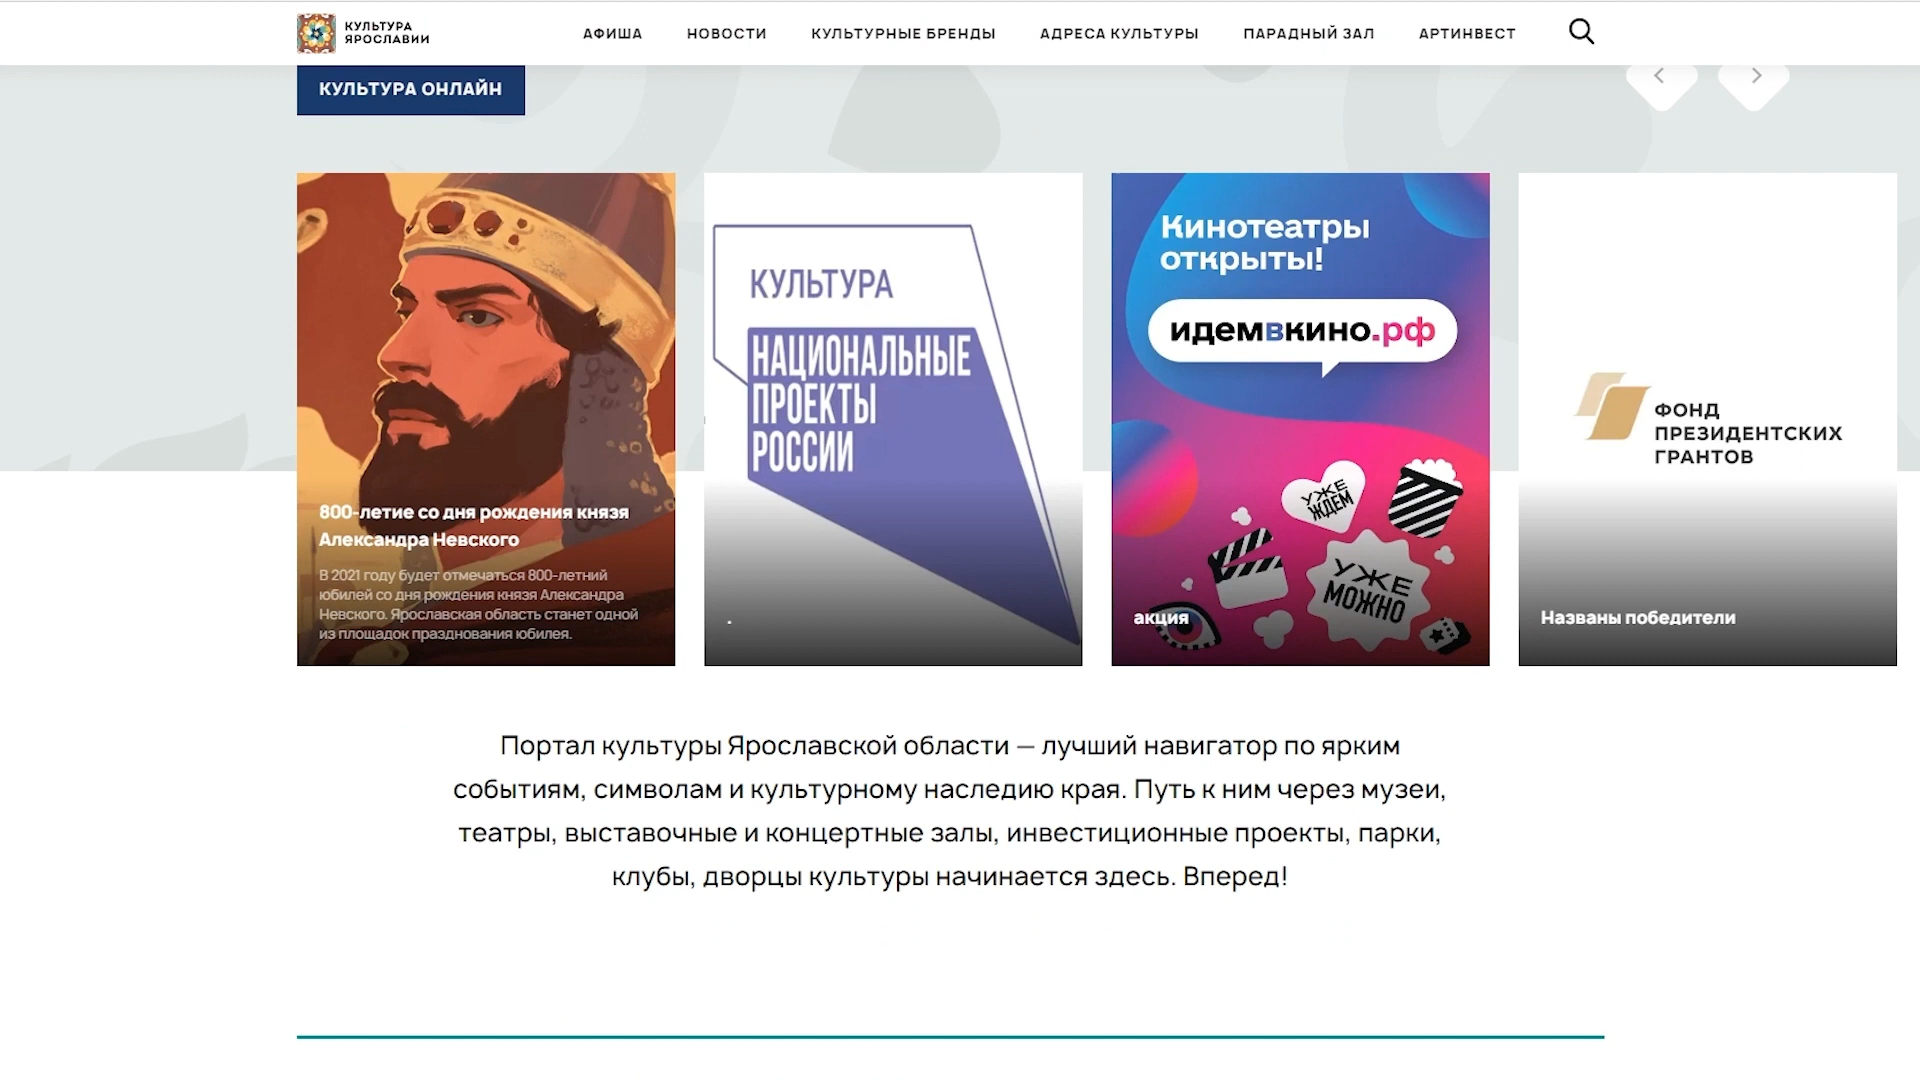 КУЛЬТУРА
ЯРОСЛАВИИ
АФИША
НОВОСТИ
КУЛЬТУРНЫЕ БРЕНДЫ
АДРЕСА КУЛЬТУРЫ
ПАРАДНЫЙ ЗАЛ
АРТИНВЕСТ
КУЛЬТУРА ОНЛАЙН
800-летие со дня рождения князя
Александра Невского
В 2021 году будет отмечаться 800-летний
юбилей со дня рождения князя Александра
Невского. Ярославская область станет одной
из площадок празднования юбилея.
КУЛЬТУРА
НАЦИОНАЛЬНЫЕ
ПРОЕКТЫ
РОССИИ
.
Кинотеатры
открыты!
идемвкино.рф
УЖЕ
ЖДЕМ
УЖЕ
МОЖНО
акция
ФОНД
ПРЕЗИДЕНТСКИХ
ГРАНТОВ
Названы победители
Портал культуры Ярославской области — лучший навигатор по ярким
событиям, символам и культурному наследию края. Путь к ним через музеи,
театры, выставочные и концертные залы, инвестиционные проекты, парки,
клубы, дворцы культуры начинается здесь. Вперед!